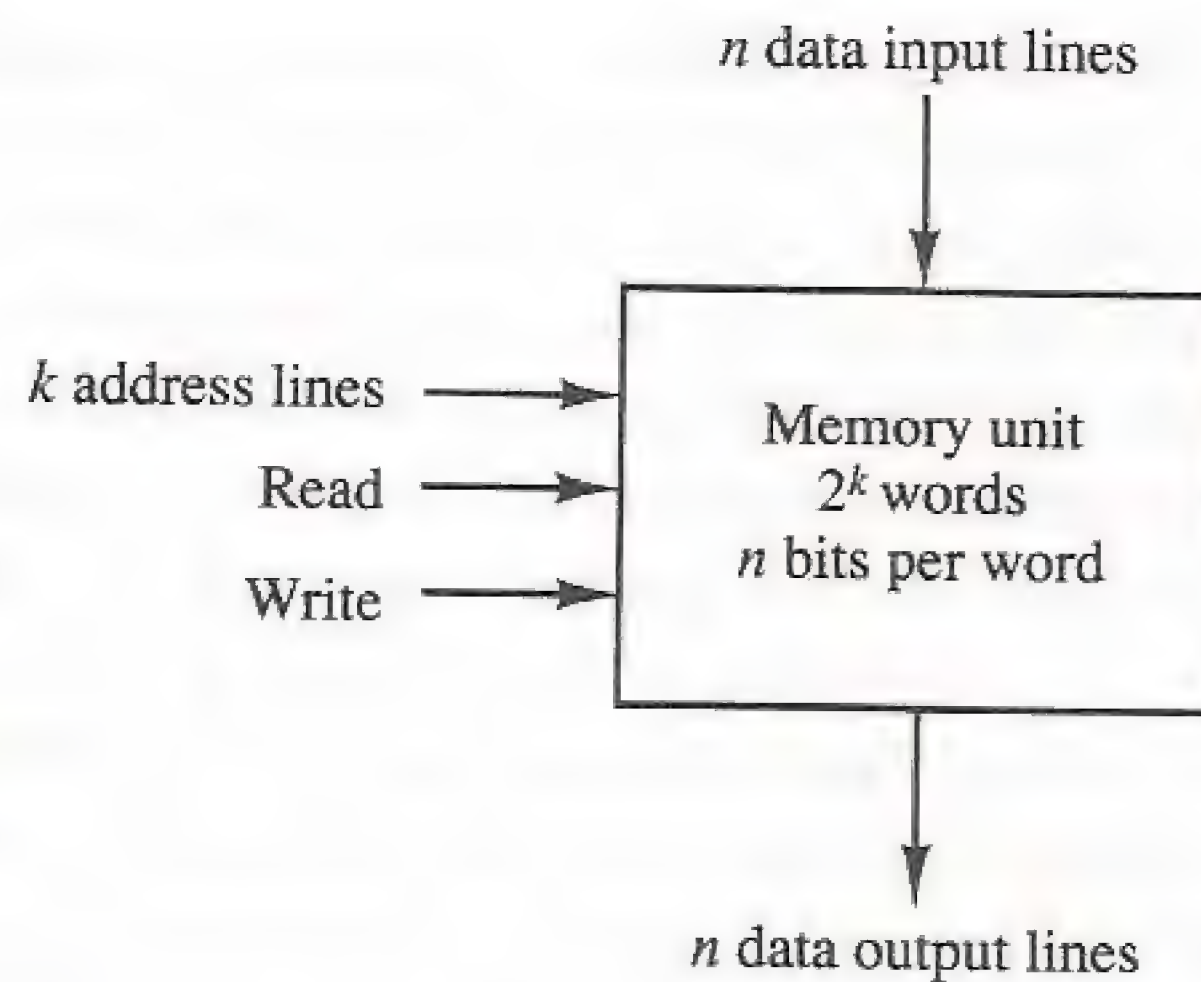 n data input lines
k address lines
Read
Write
Memory unit
2^k words
n bits per word
n data output lines